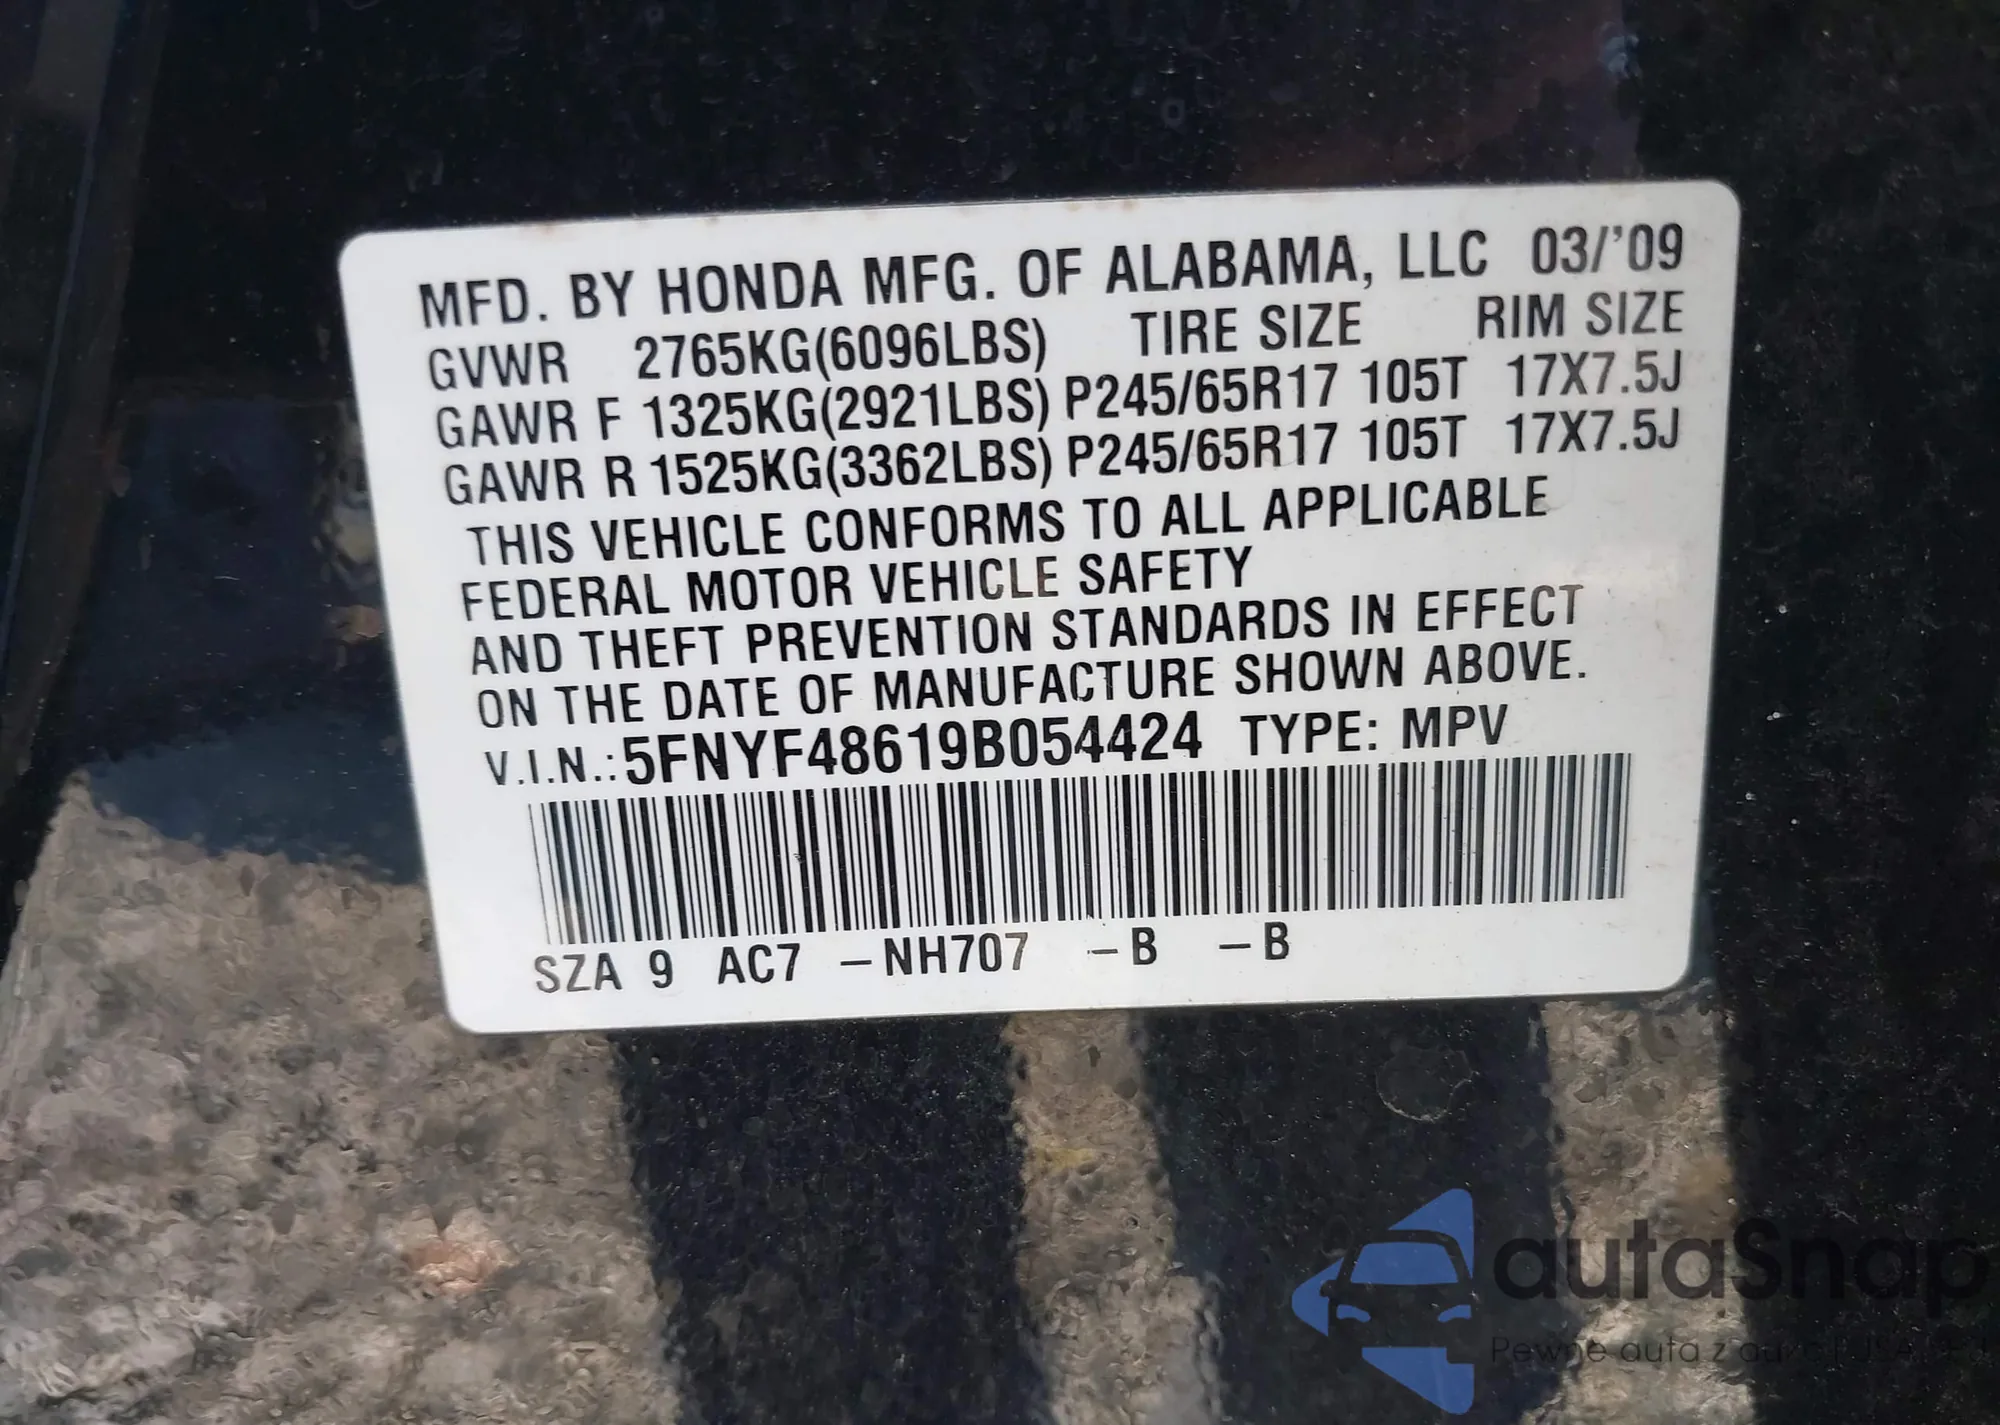 MFD. BY HONDA MFG. OF ALABAMA, LLC 03/'09
GVWR 2765KG(6096LBS) TIRE SIZE RIM SIZE
GAWR F 1325KG(2921LBS) P245/65R17 105T 17X7.5J
GAWR R 1525KG(3362LBS) P245/65R17 105T 17X7.5J
THIS VEHICLE CONFORMS TO ALL APPLICABLE
FEDERAL MOTOR VEHICLE SAFETY
AND THEFT PREVENTION STANDARDS IN EFFECT
ON THE DATE OF MANUFACTURE SHOWN ABOVE.
V.I.N.: 5FNYF48619B054424 TYPE: MPV
SZA 9 AC7 –NH707 –B –B
autaSnap
Pewne auta z